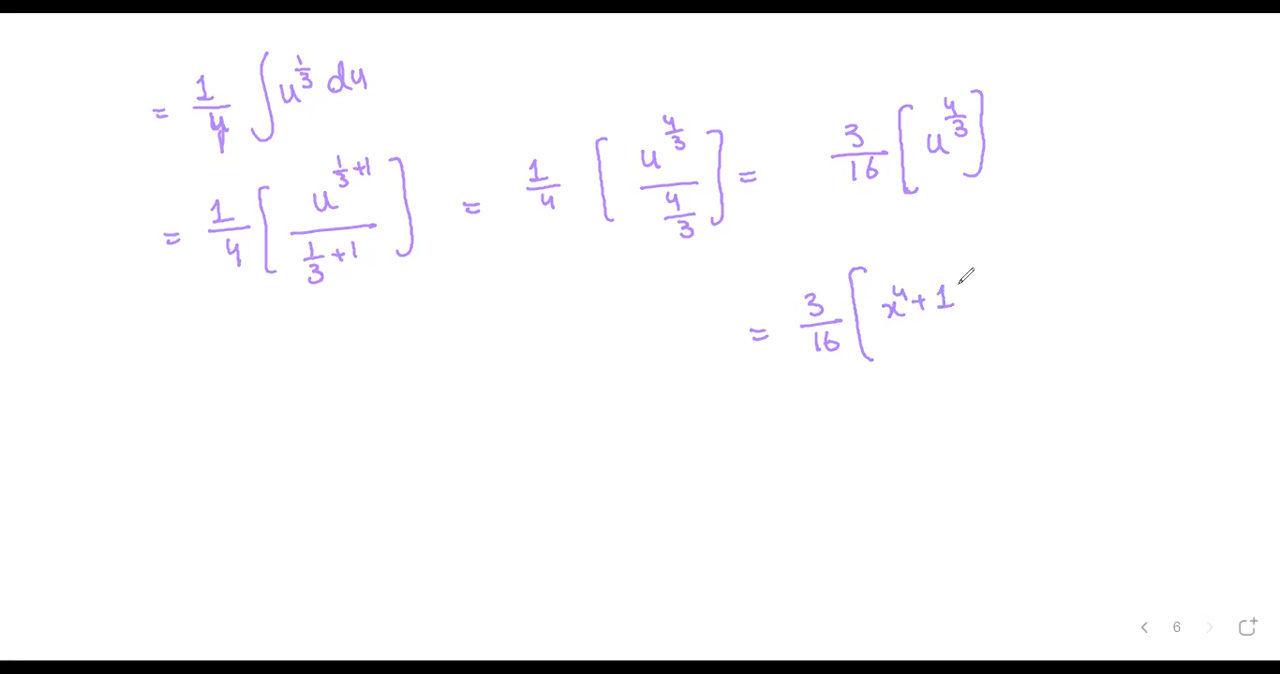 = 1/4 ∫ u^{1/3} du
= 1/4 [ u^{1/3 + 1} / (1/3 + 1) ] = 1/4 [ u^{4/3} / (4/3) ] = 3/16 [ u^{4/3} ]
= 3/16 [ x^4 + 1
6